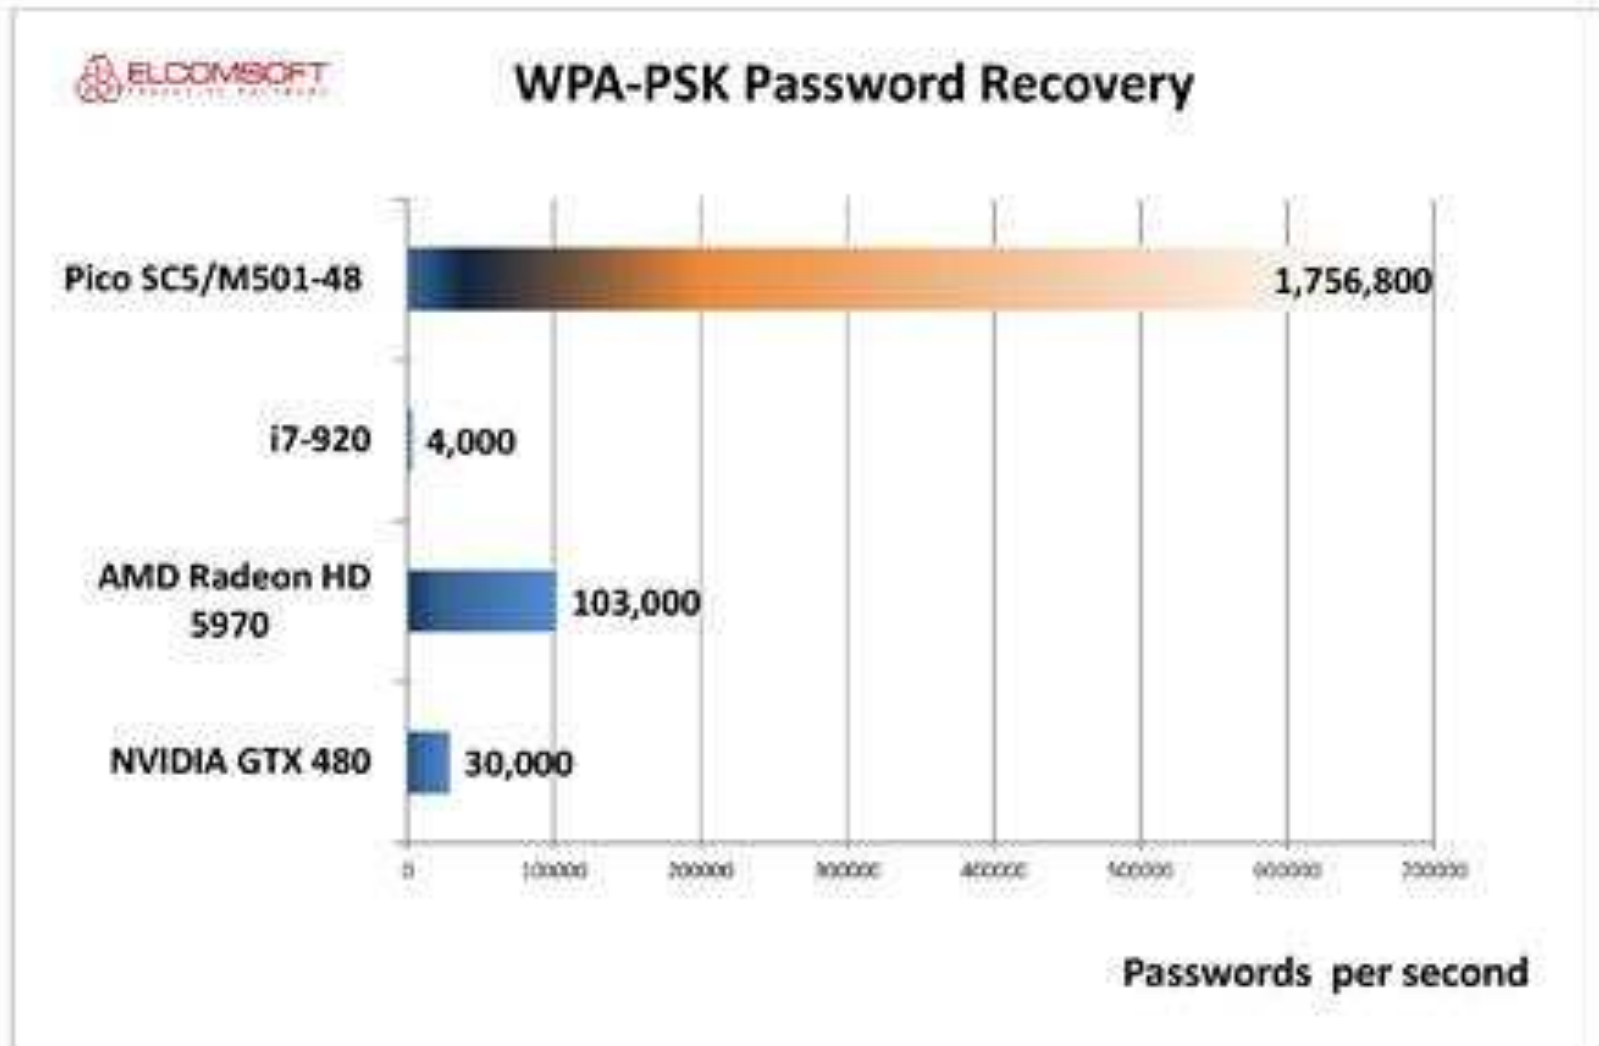 ELCOMSOFT
WPA-PSK Password Recovery
Pico SC5/M501-48
1,756,800
i7-920
4,000
AMD Radeon HD
5970
103,000
NVIDIA GTX 480
30,000
0 100000 200000 300000 400000 500000 600000 700000
Passwords per second